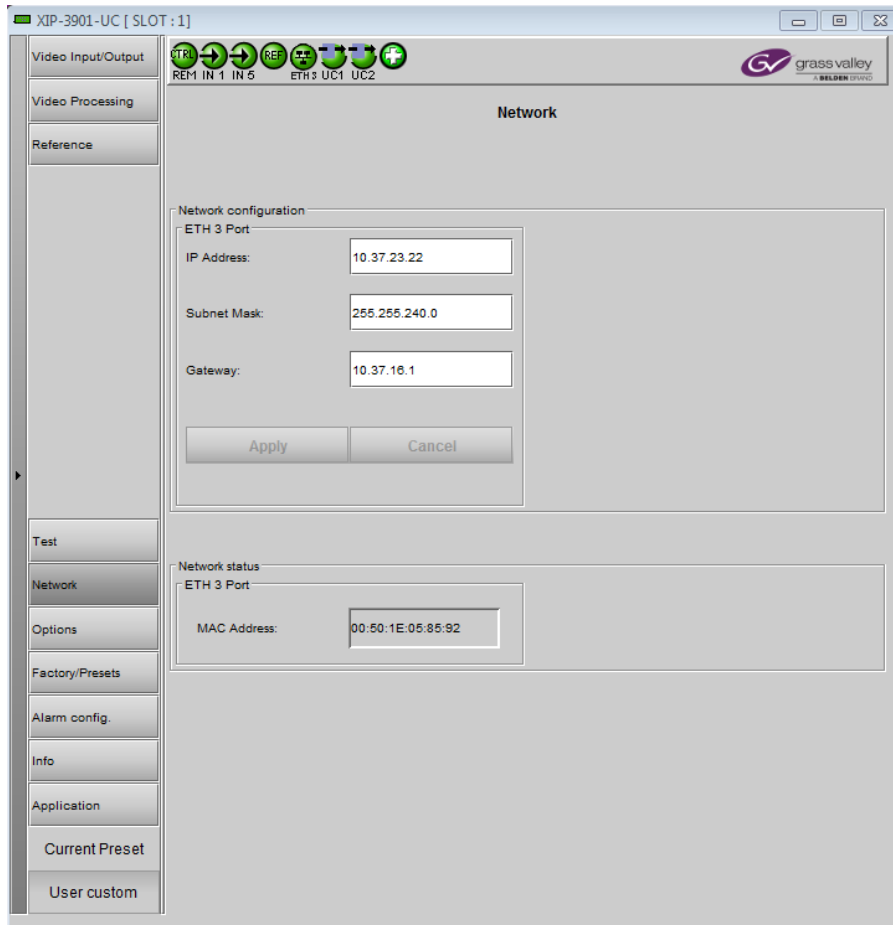 XIP-3901-UC [ SLOT : 1]
Video Input/Output
Video Processing
Reference
CTRL REF
REM IN 1 IN 5 ETH 3 UC1 UC2
GV grass valley
A BELDEN BRAND
Network
Network configuration
ETH 3 Port
IP Address: 10.37.23.22
Subnet Mask: 255.255.240.0
Gateway: 10.37.16.1
Apply Cancel
Test
Network
Options
Factory/Presets
Alarm config.
Info
Application
Current Preset
User custom
Network status
ETH 3 Port
MAC Address: 00:50:1E:05:85:92